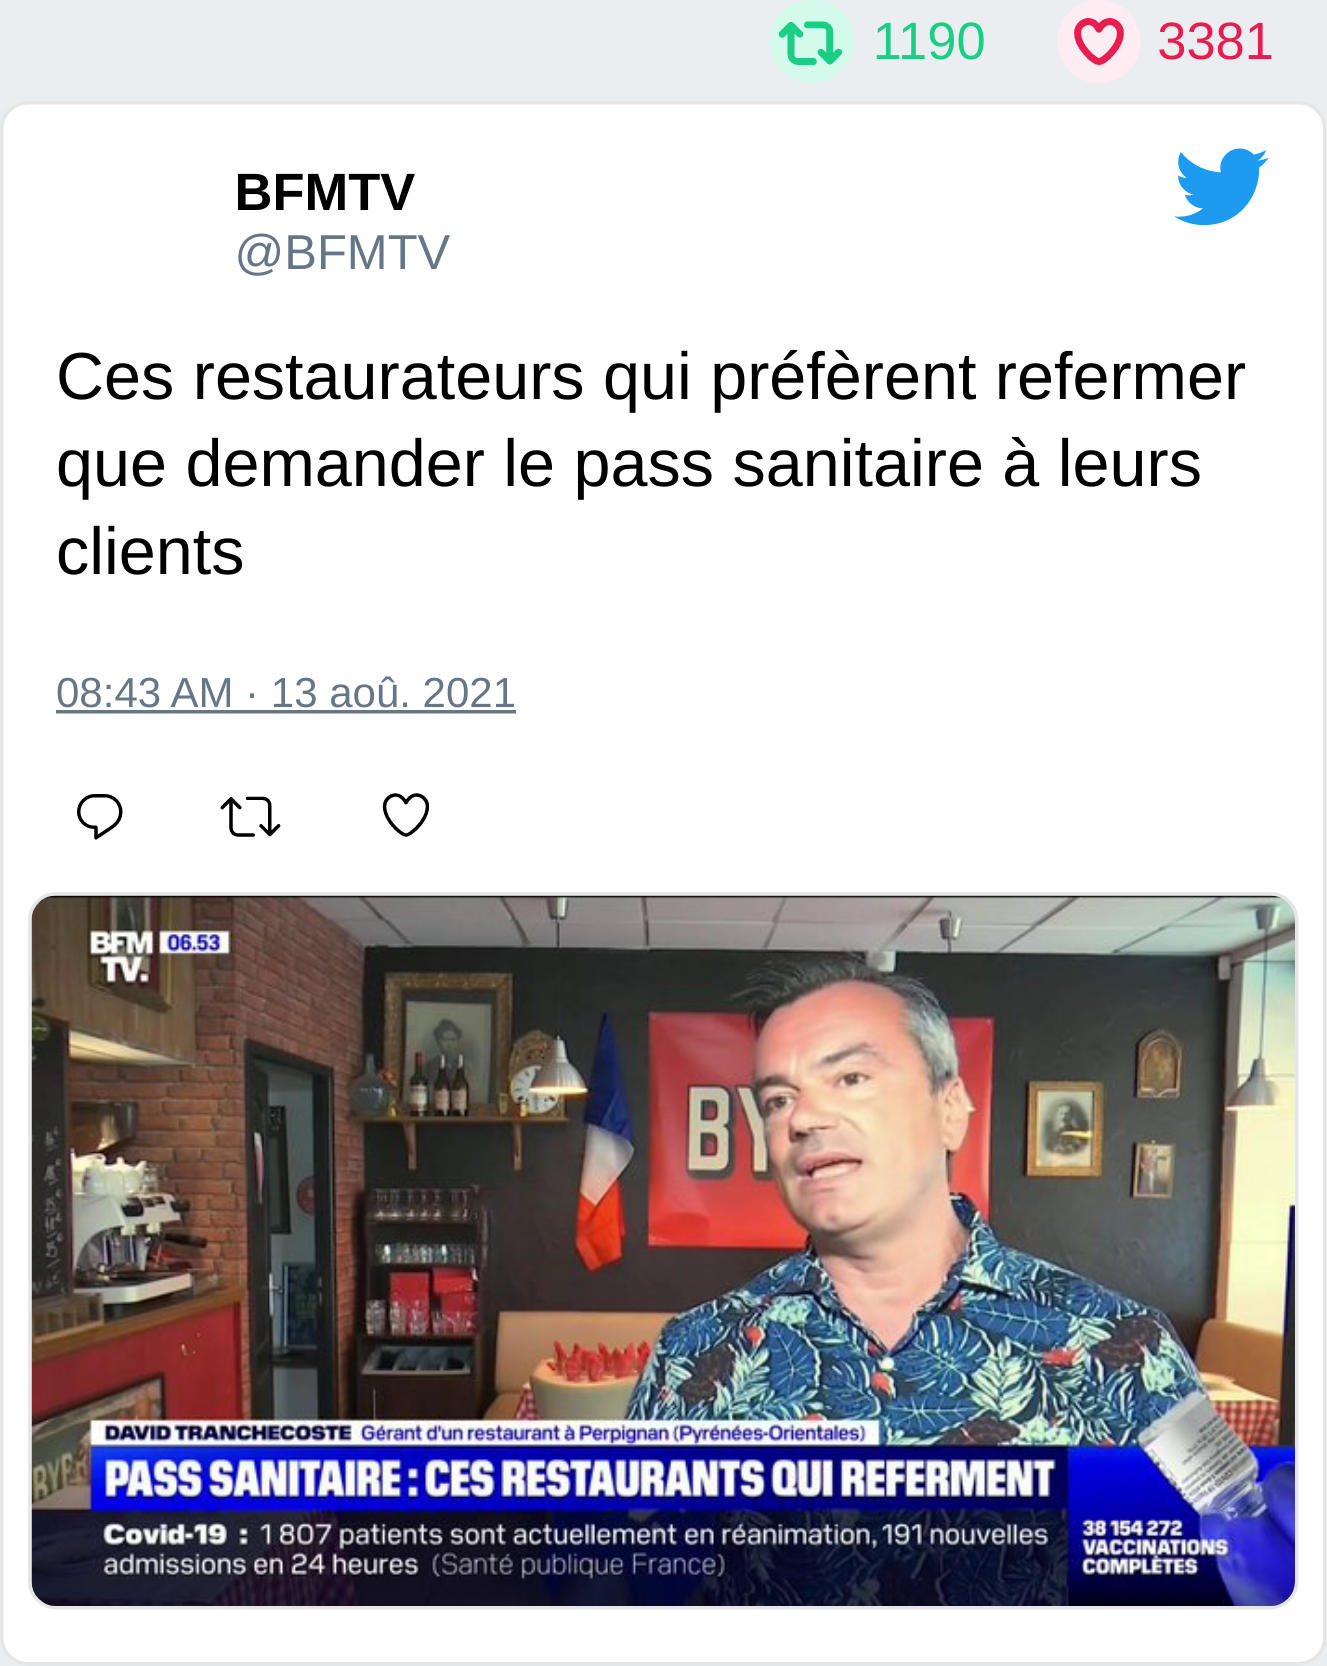 1190 3381
BFMTV
@BFMTV
Ces restaurateurs qui préfèrent refermer
que demander le pass sanitaire à leurs
clients
08:43 AM · 13 aoû. 2021
BFM 06.53
TV.
BY
DAVID TRANCHECOSTE Gérant d'un restaurant à Perpignan (Pyrénées-Orientales)
PASS SANITAIRE : CES RESTAURANTS QUI REFERMENT
Covid-19 : 1 807 patients sont actuellement en réanimation, 191 nouvelles
admissions en 24 heures (Santé publique France)
38 154 272
VACCINATIONS
COMPLÈTES